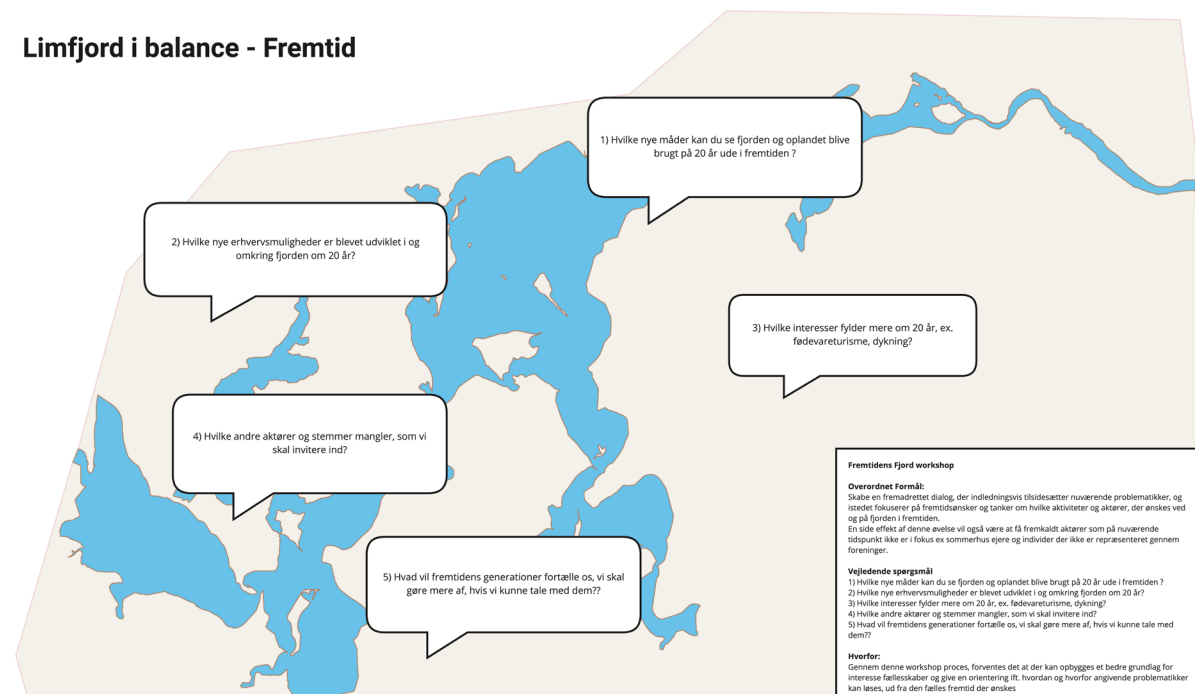 Limfjord i balance - Fremtid
1) Hvilke nye måder kan du se fjorden og oplandet blive
brugt på 20 år ude i fremtiden ?
2) Hvilke nye erhvervsmuligheder er blevet udviklet i og
omkring fjorden om 20 år?
3) Hvilke interesser fylder mere om 20 år, ex.
fødevareturisme, dykning?
4) Hvilke andre aktører og stemmer mangler, som vi
skal invitere ind?
5) Hvad vil fremtidens generationer fortælle os, vi skal
gøre mere af, hvis vi kunne tale med dem??
Fremtidens Fjord workshop
Overordnet Formål:
Skabe en fremadrettet dialog, der indledningsvis tilsidesætter nuværende problematikker, og
istedet fokuserer på fremtidsønsker og tanker om hvilke aktiviteter og aktører, der ønskes ved
og på fjorden i fremtiden.
En side effekt af denne øvelse vil også være at få fremkaldt aktører som på nuværende
tidspunkt ikke er i fokus ex sommerhus ejere og individer der ikke er repræsenteret gennem
foreninger.
Vejledende spørgsmål
1) Hvilke nye måder kan du se fjorden og oplandet blive brugt på 20 år ude i fremtiden ?
2) Hvilke nye erhvervsmuligheder er blevet udviklet i og omkring fjorden om 20 år?
3) Hvilke interesser fylder mere om 20 år, ex. fødevareturisme, dykning?
4) Hvilke andre aktører og stemmer mangler, som vi skal invitere ind?
5) Hvad vil fremtidens generationer fortælle os, vi skal gøre mere af, hvis vi kunne tale med
dem??
Hvorfor:
Gennem denne workshop proces, forventes det at der kan opbygges et bedre grundlag for
interesse fællesskaber og give en orientering ift. hvordan og hvorfor angivende problematikker
kan løses, ud fra den fælles fremtid der ønskes